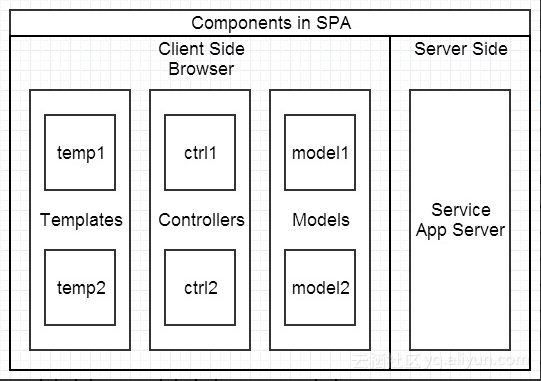 Components in SPA
Client Side
Browser
Server Side
temp1
Templates
temp2
ctrl1
Controllers
ctrl2
model1
Models
model2
Service
App Server
云栖社区 yq.aliyun.com